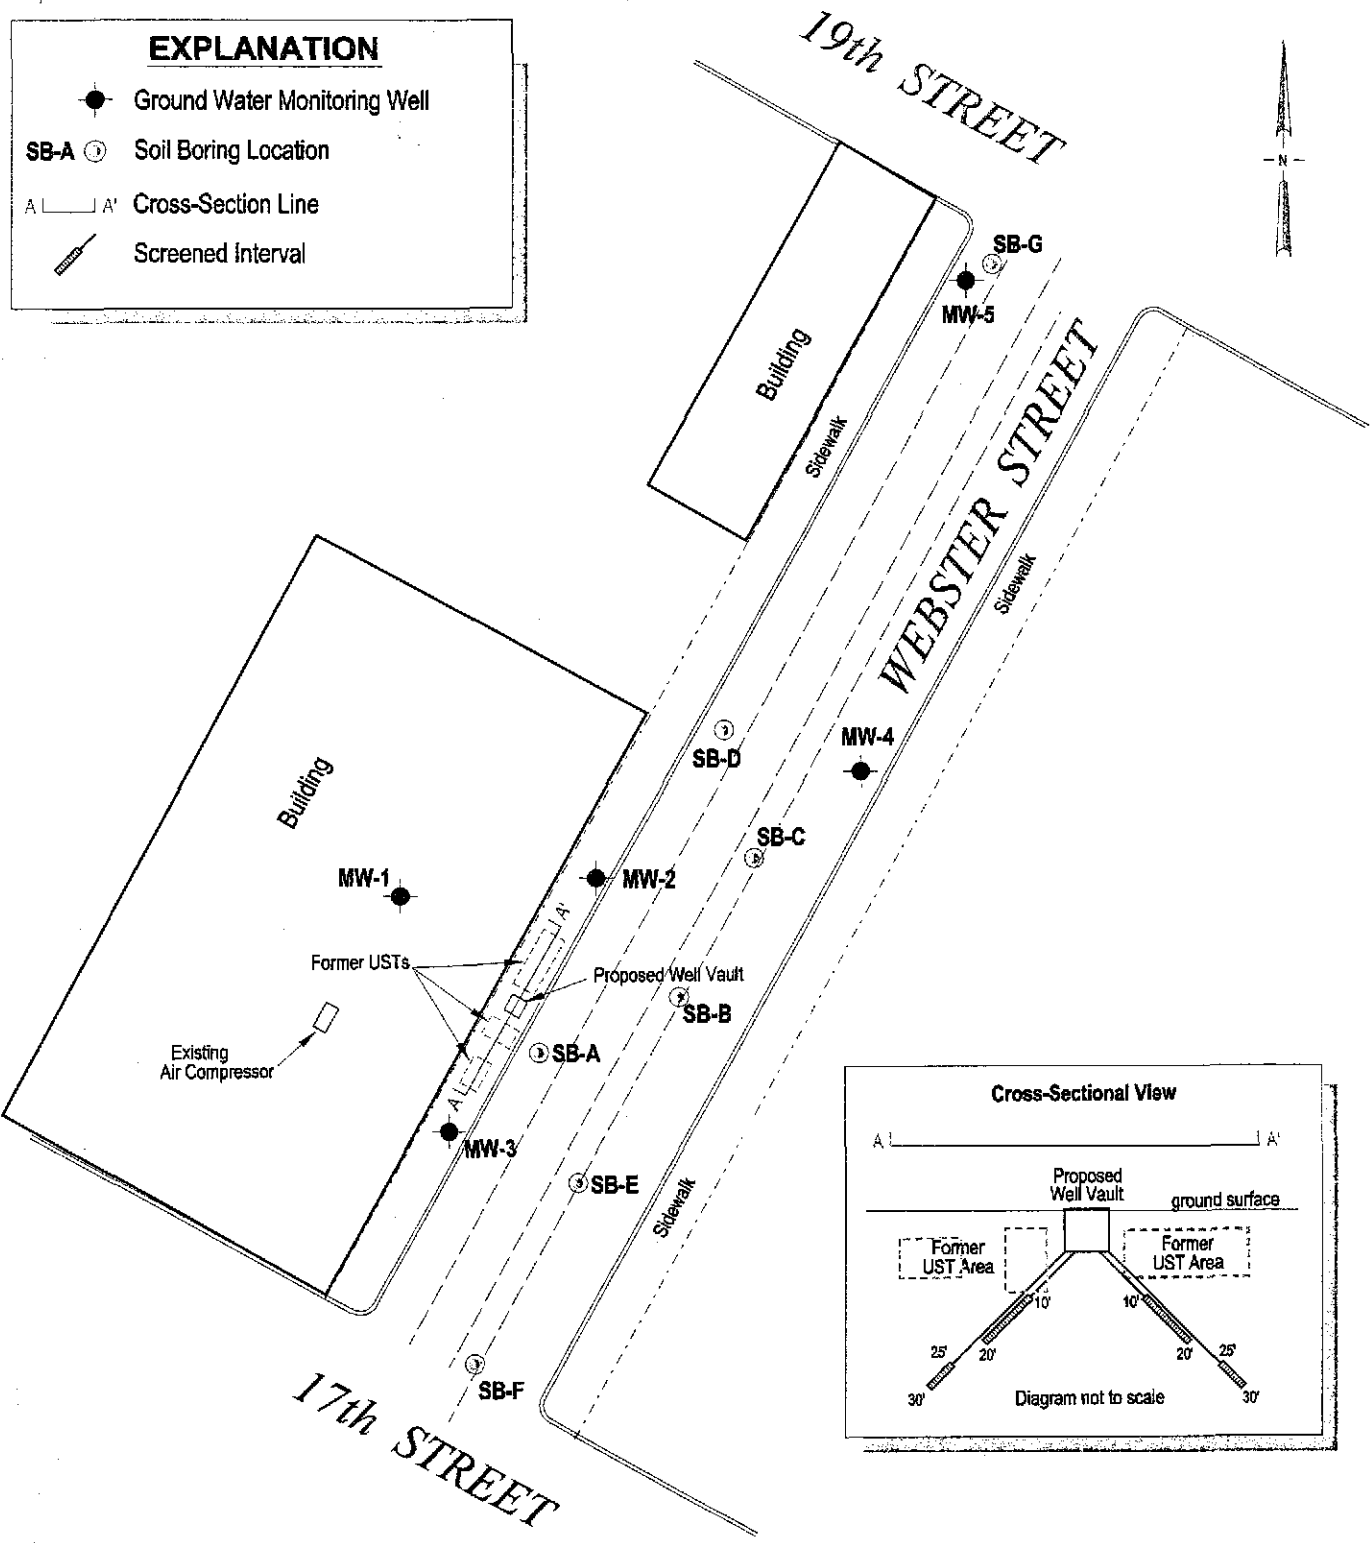 EXPLANATION
Ground Water Monitoring Well
SB-A Soil Boring Location
A A' Cross-Section Line
Screened Interval
19th STREET
N
SB-G
MW-5
Building
Sidewalk
WEBSTER STREET
Sidewalk
SB-D
MW-4
Building
SB-C
MW-1
MW-2
A'
Former USTs
Proposed Well Vault
SB-B
Existing
Air Compressor
SB-A
A
MW-3
SB-E
Sidewalk
SB-F
17th STREET
Cross-Sectional View
A A'
Proposed
Well Vault
ground surface
Former
UST Area
Former
UST Area
10' 10'
25' 20' 20' 25'
30' 30'
Diagram not to scale